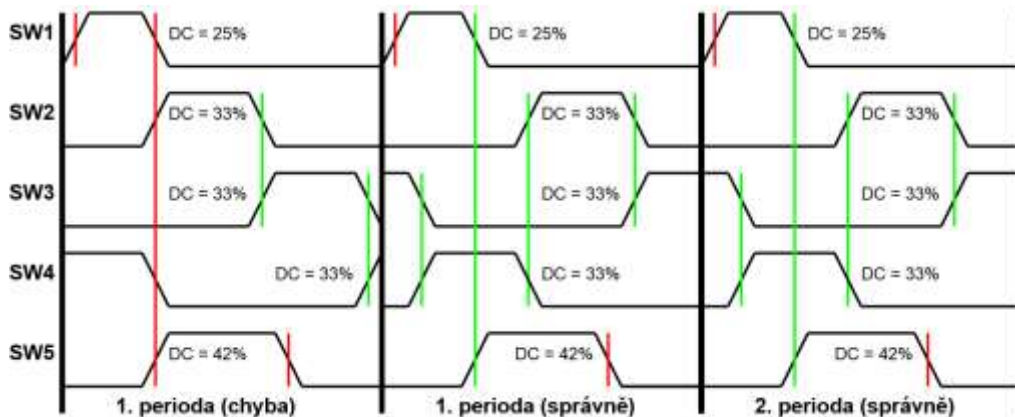 SW1 DC = 25% DC = 25% DC = 25%
SW2 DC = 33% DC = 33% DC = 33%
SW3 DC = 33% DC = 33% DC = 33%
SW4 DC = 33% DC = 33% DC = 33%
SW5 DC = 42% DC = 42% DC = 42%
1. perioda (chyba) 1. perioda (správně) 2. perioda (správně)